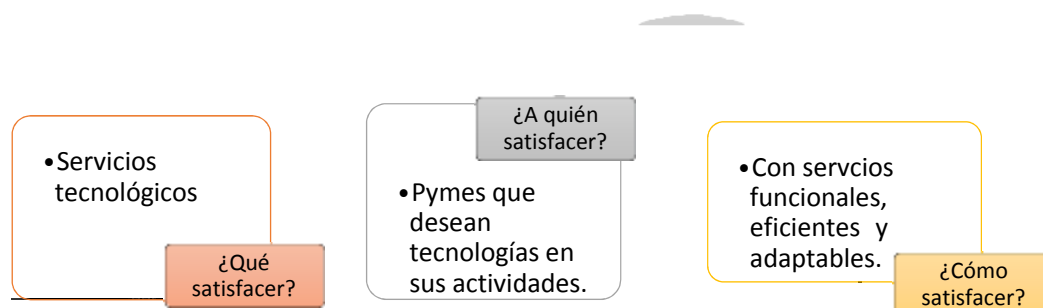 •Servicios
tecnológicos
¿Qué
satisfacer?
¿A quién
satisfacer?
•Pymes que
desean
tecnologías en
sus actividades.
•Con servcios
funcionales,
eficientes y
adaptables.
¿Cómo
satisfacer?